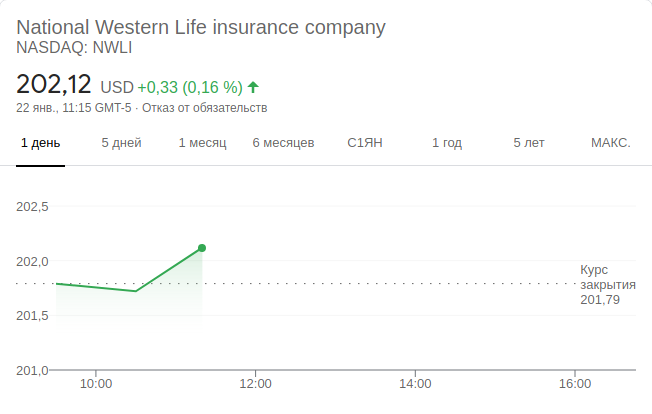 National Western Life insurance company
NASDAQ: NWLI
202,12 USD +0,33 (0,16 %)
22 янв., 11:15 GMT-5 · Отказ от обязательств
1 день 5 дней 1 месяц 6 месяцев С1ЯН 1 год 5 лет МАКС.
202,5
202,0
Курс
закрытия
201,79
201,5
201,0
10:00 12:00 14:00 16:00